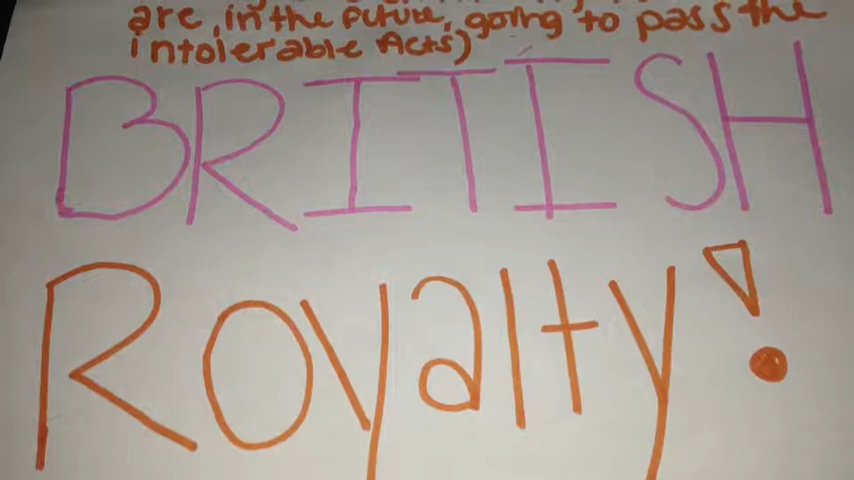 are, in the future, going to pass the
intolerable Acts)
BRITISH
Royalty!